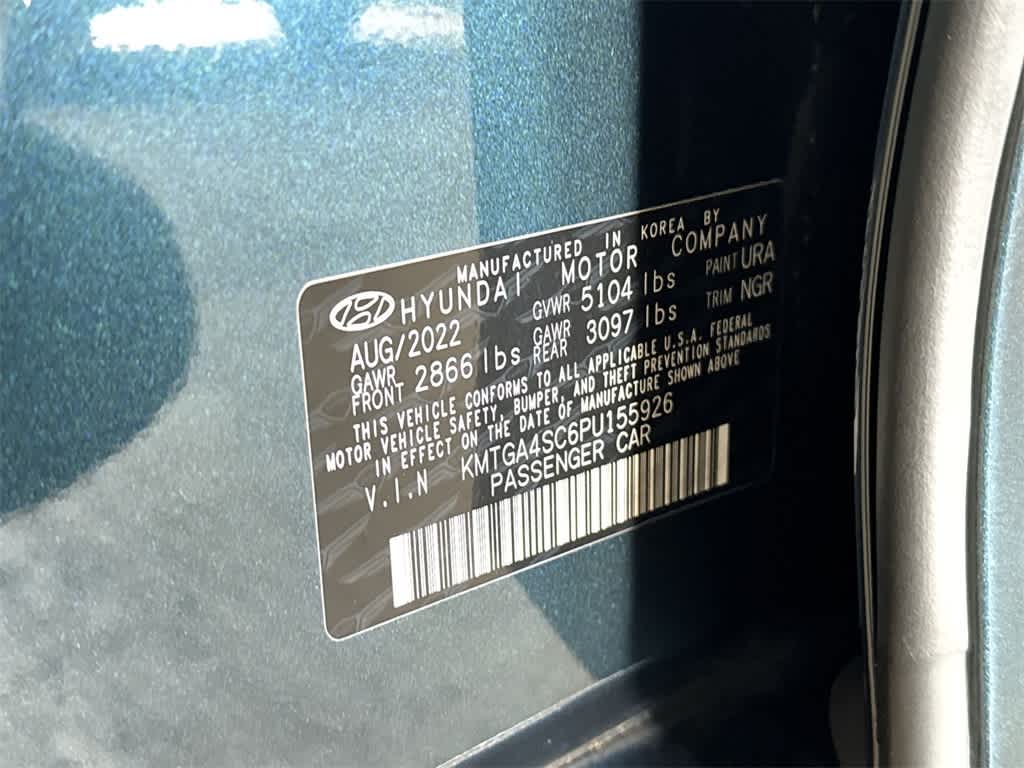 MANUFACTURED IN KOREA BY
HYUNDAI MOTOR COMPANY
AUG/2022 GVWR 5104 lbs PAINT URA
GAWR FRONT 2866 lbs GAWR REAR 3097 lbs TRIM NGR
THIS VEHICLE CONFORMS TO ALL APPLICABLE U.S.A. FEDERAL
MOTOR VEHICLE SAFETY, BUMPER, AND THEFT PREVENTION STANDARDS
IN EFFECT ON THE DATE OF MANUFACTURE SHOWN ABOVE
V.I.N KMTGA4SC6PU155926
PASSENGER CAR